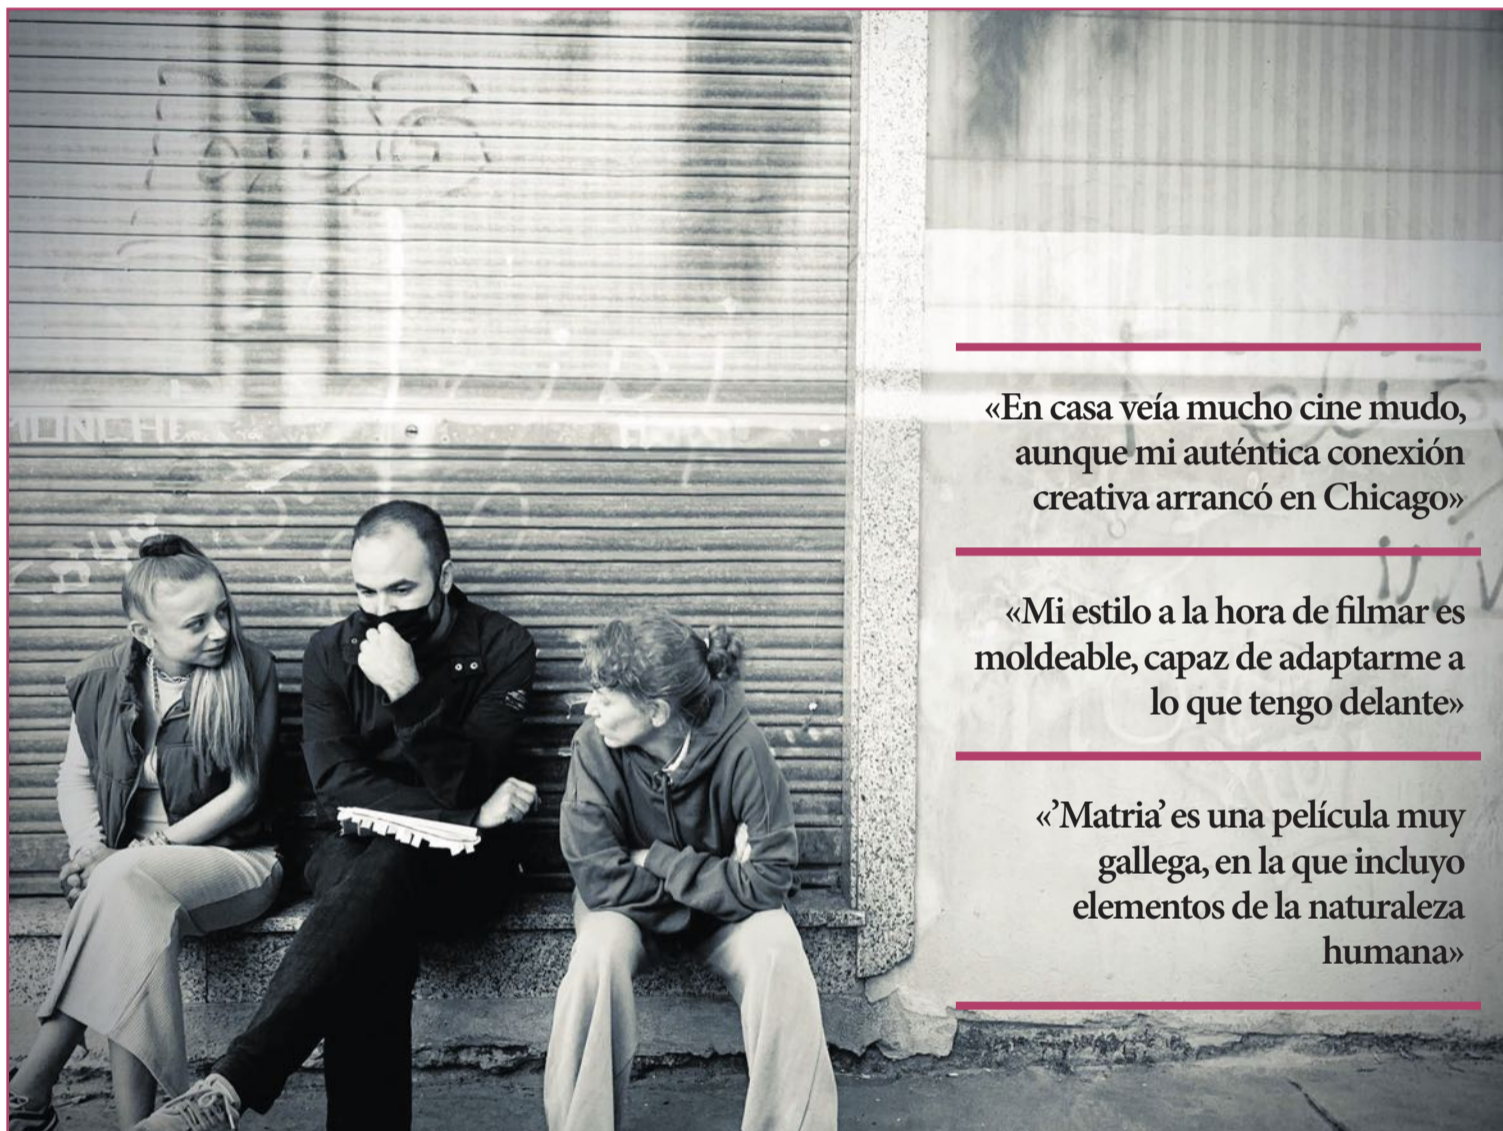 «En casa veía mucho cine mudo,
aunque mi auténtica conexión
creativa arrancó en Chicago»
«Mi estilo a la hora de filmar es
moldeable, capaz de adaptarme a
lo que tengo delante»
«’Matria’ es una película muy
gallega, en la que incluyo
elementos de la naturaleza
humana»